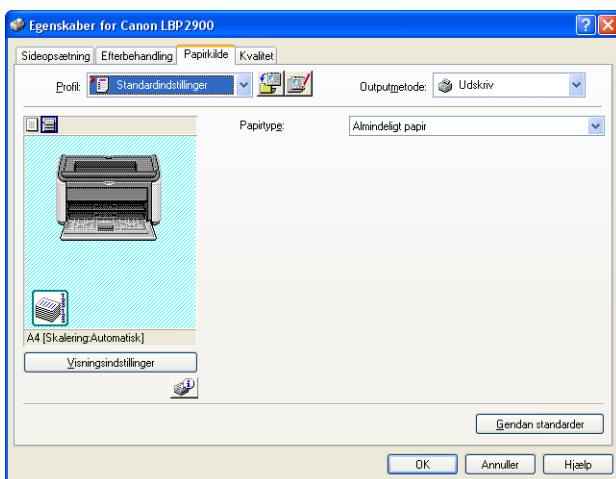 Egenskaber for Canon LBP2900
Sideopsætning Efterbehandling Papirkilde Kvalitet
Profil: Standardindstillinger Outputmetode: Udskriv
Papirtype: Almindeligt papir
A4 [Skalering:Automatisk]
Visningsindstillinger
Gendan standarder
OK Annuller Hjælp